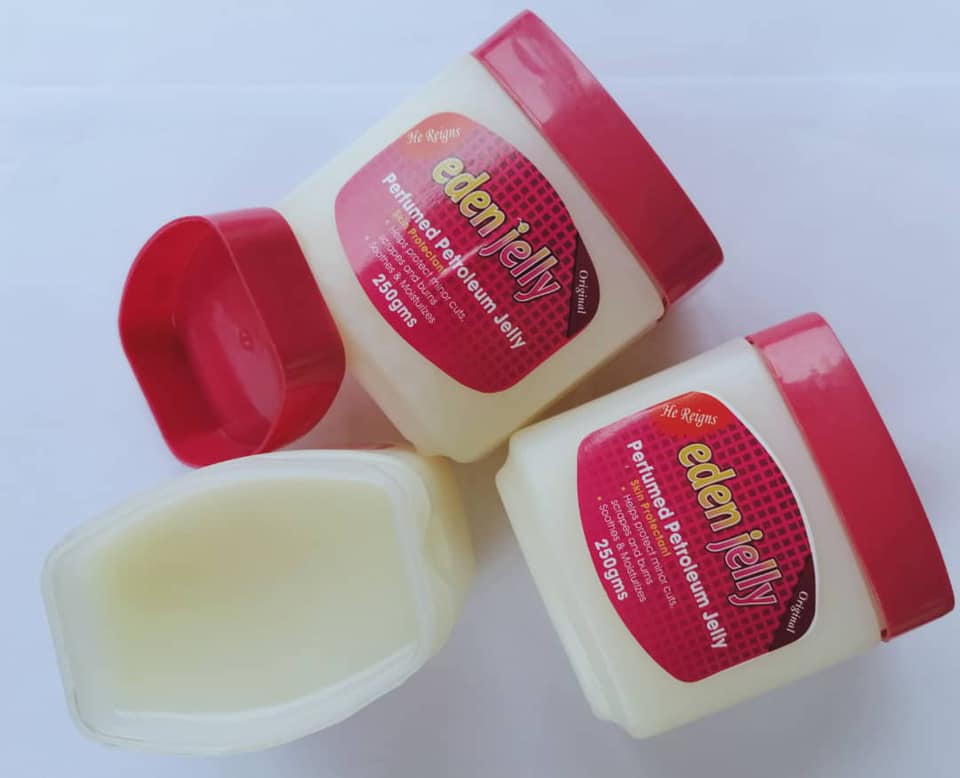 He Reigns
eden jelly
Original
Perfumed Petroleum Jelly
Skin Protectant
• Helps protect minor cuts,
scrapes and burns
• Soothes & Moisturizes
250gms
He Reigns
eden jelly
Original
Perfumed Petroleum Jelly
• Skin Protectant
• Helps protect minor cuts,
scrapes and burns
• Soothes & Moisturizes
250gms